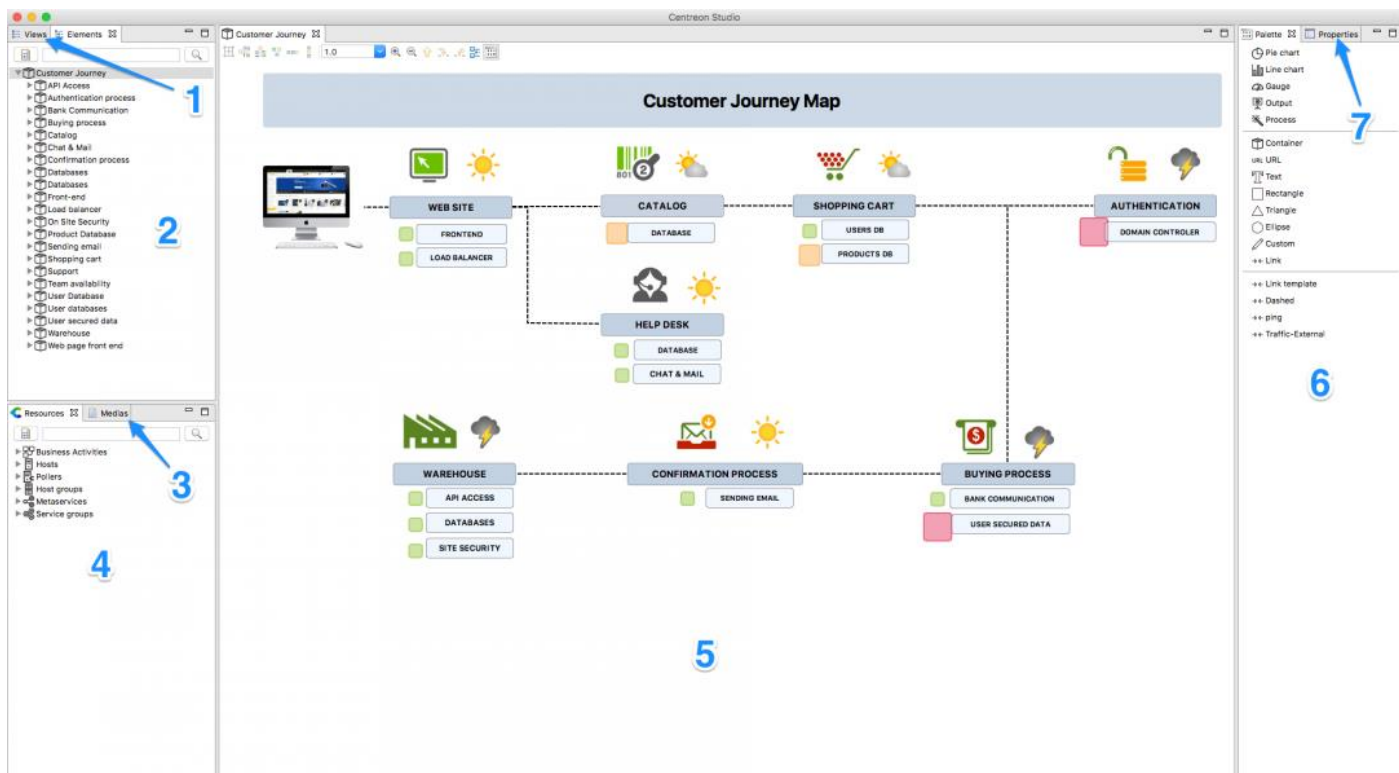 Centreon Studio
Views
Elements
Customer Journey
API Access
Authentication process
Bank Communication
Buying process
Catalog
Chat & Mail
Confirmation process
Databases
Databases
Front-end
Load balancer
On Site Security
Product Database
Sending email
Shopping cart
Support
Team availability
User Database
User databases
User secured data
Warehouse
Web page front end
1
2
Resources
Medias
Business Activities
Hosts
Pollers
Host groups
Metaservices
Service groups
3
4
Customer Journey
1.0
Customer Journey Map
801
2
WEB SITE
FRONTEND
LOAD BALANCER
CATALOG
DATABASE
SHOPPING CART
USERS DB
PRODUCTS DB
AUTHENTICATION
DOMAIN CONTROLER
HELP DESK
DATABASE
CHAT & MAIL
WAREHOUSE
API ACCESS
DATABASES
SITE SECURITY
CONFIRMATION PROCESS
SENDING EMAIL
$
BUYING PROCESS
BANK COMMUNICATION
USER SECURED DATA
5
Palette
Properties
Pie chart
Line chart
Gauge
Output
Process
Container
URL URL
Text
Rectangle
Triangle
Elipse
Custom
Link
Link template
Dashed
ping
Traffic-External
6
7